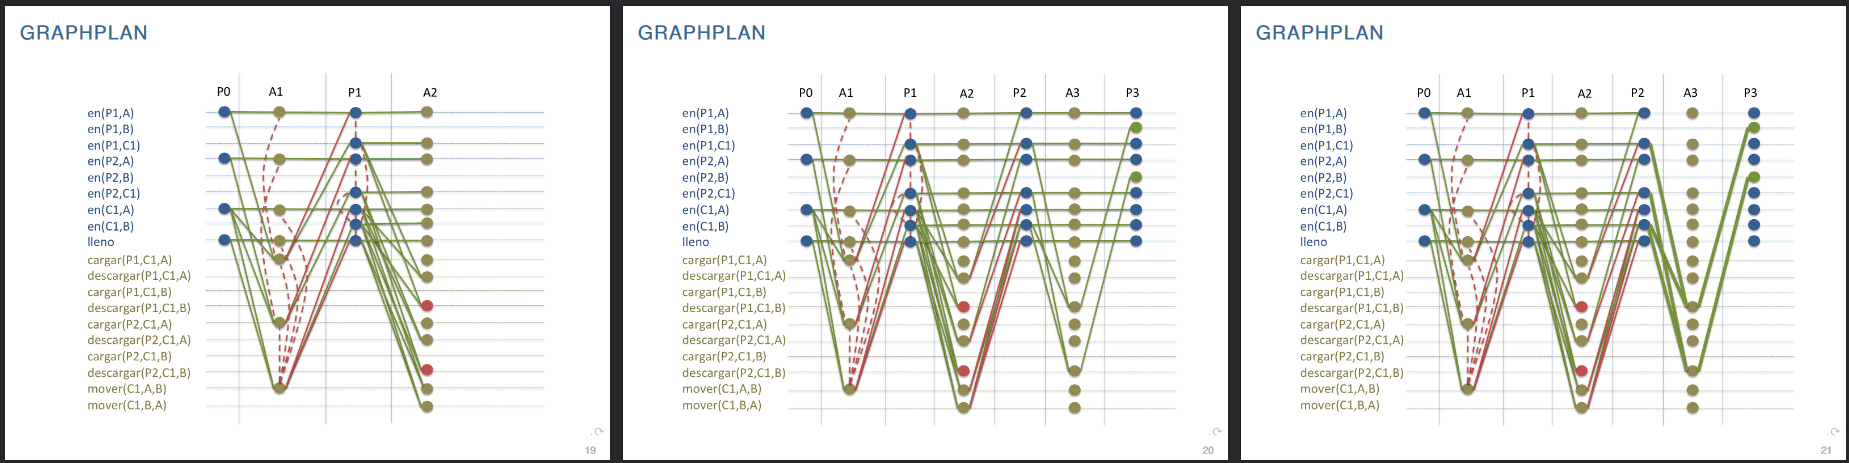 GRAPHPLAN
P0 A1 P1 A2
en(P1,A)
en(P1,B)
en(P1,C1)
en(P2,A)
en(P2,B)
en(P2,C1)
en(C1,A)
en(C1,B)
lleno
cargar(P1,C1,A)
descargar(P1,C1,A)
cargar(P1,C1,B)
descargar(P1,C1,B)
cargar(P2,C1,A)
descargar(P2,C1,A)
cargar(P2,C1,B)
descargar(P2,C1,B)
mover(C1,A,B)
mover(C1,B,A)
19
GRAPHPLAN
P0 A1 P1 A2 P2 A3 P3
en(P1,A)
en(P1,B)
en(P1,C1)
en(P2,A)
en(P2,B)
en(P2,C1)
en(C1,A)
en(C1,B)
lleno
cargar(P1,C1,A)
descargar(P1,C1,A)
cargar(P1,C1,B)
descargar(P1,C1,B)
cargar(P2,C1,A)
descargar(P2,C1,A)
cargar(P2,C1,B)
descargar(P2,C1,B)
mover(C1,A,B)
mover(C1,B,A)
20
GRAPHPLAN
P0 A1 P1 A2 P2 A3 P3
en(P1,A)
en(P1,B)
en(P1,C1)
en(P2,A)
en(P2,B)
en(P2,C1)
en(C1,A)
en(C1,B)
lleno
cargar(P1,C1,A)
descargar(P1,C1,A)
cargar(P1,C1,B)
descargar(P1,C1,B)
cargar(P2,C1,A)
descargar(P2,C1,A)
cargar(P2,C1,B)
descargar(P2,C1,B)
mover(C1,A,B)
mover(C1,B,A)
21